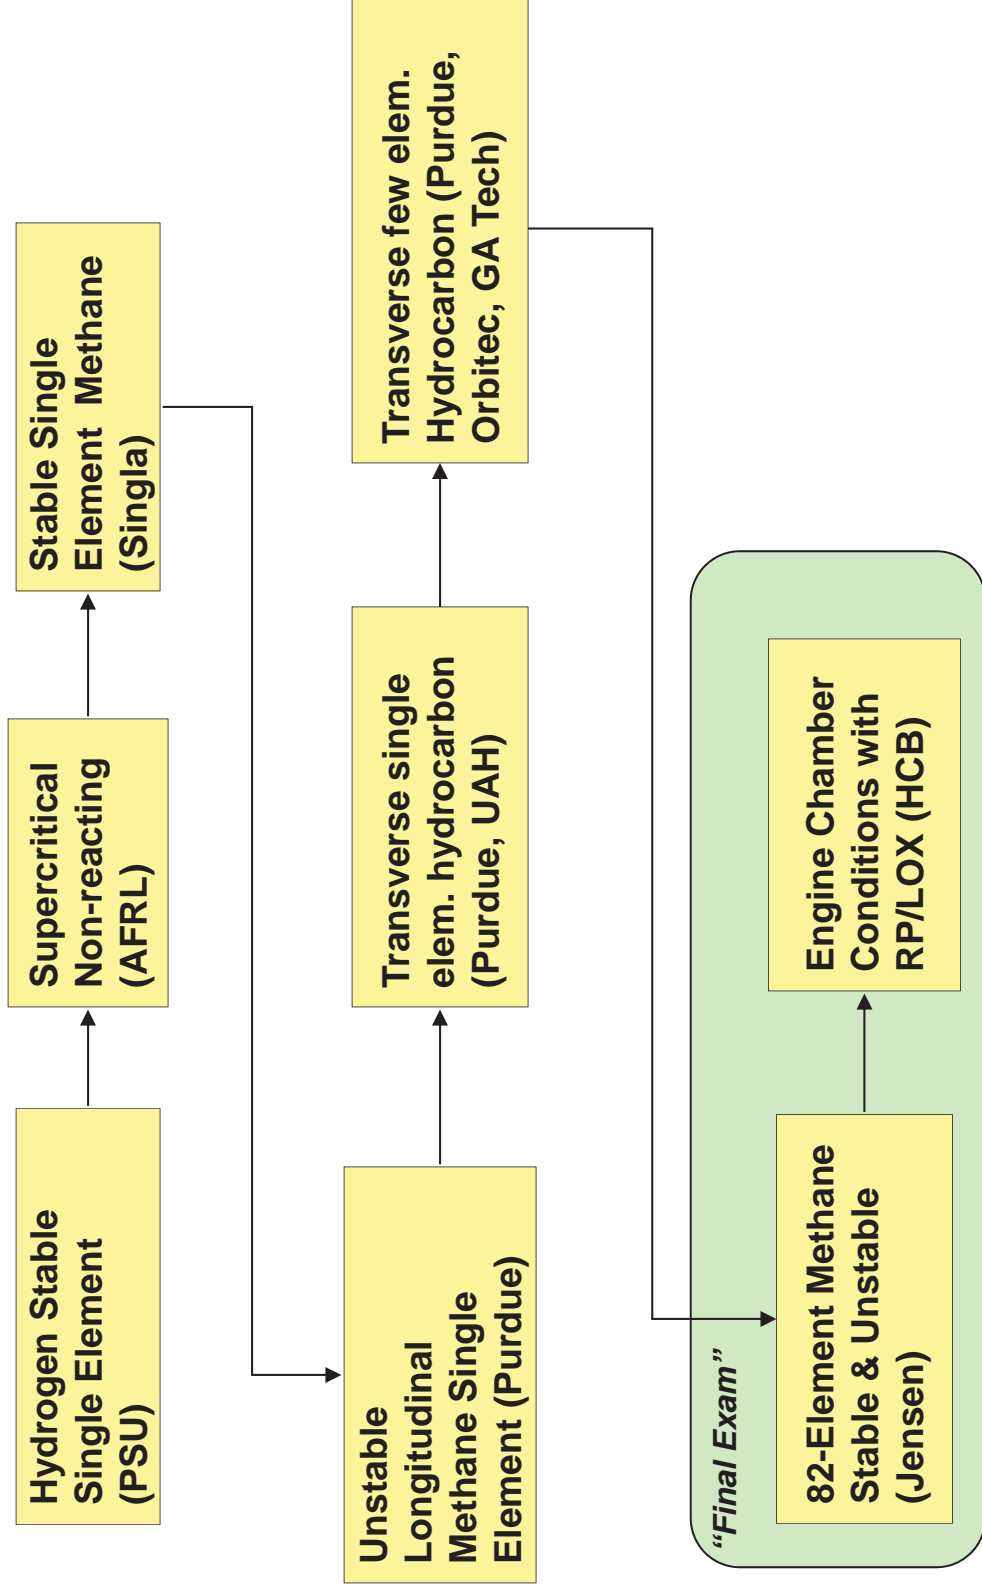 Hydrogen Stable
Single Element
(PSU)
Supercritical
Non-reacting
(AFRL)
Stable Single
Element Methane
(Singla)
Unstable
Longitudinal
Methane Single
Element (Purdue)
Transverse single
elem. hydrocarbon
(Purdue, UAH)
Transverse few elem.
Hydrocarbon (Purdue,
Orbitec, GA Tech)
“Final Exam”
82-Element Methane
Stable & Unstable
(Jensen)
Engine Chamber
Conditions with
RP/LOX (HCB)